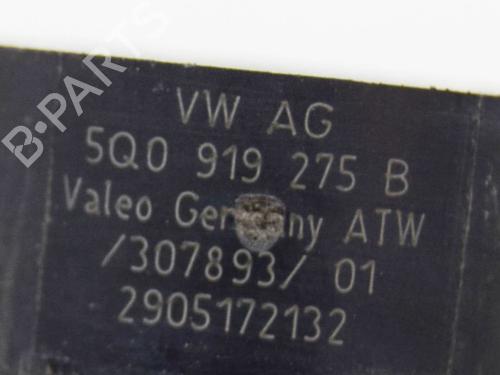 VW AG
5Q0 919 275 B
Valeo Germany ATW
/307893/ 01
2905172132
B-PARTS